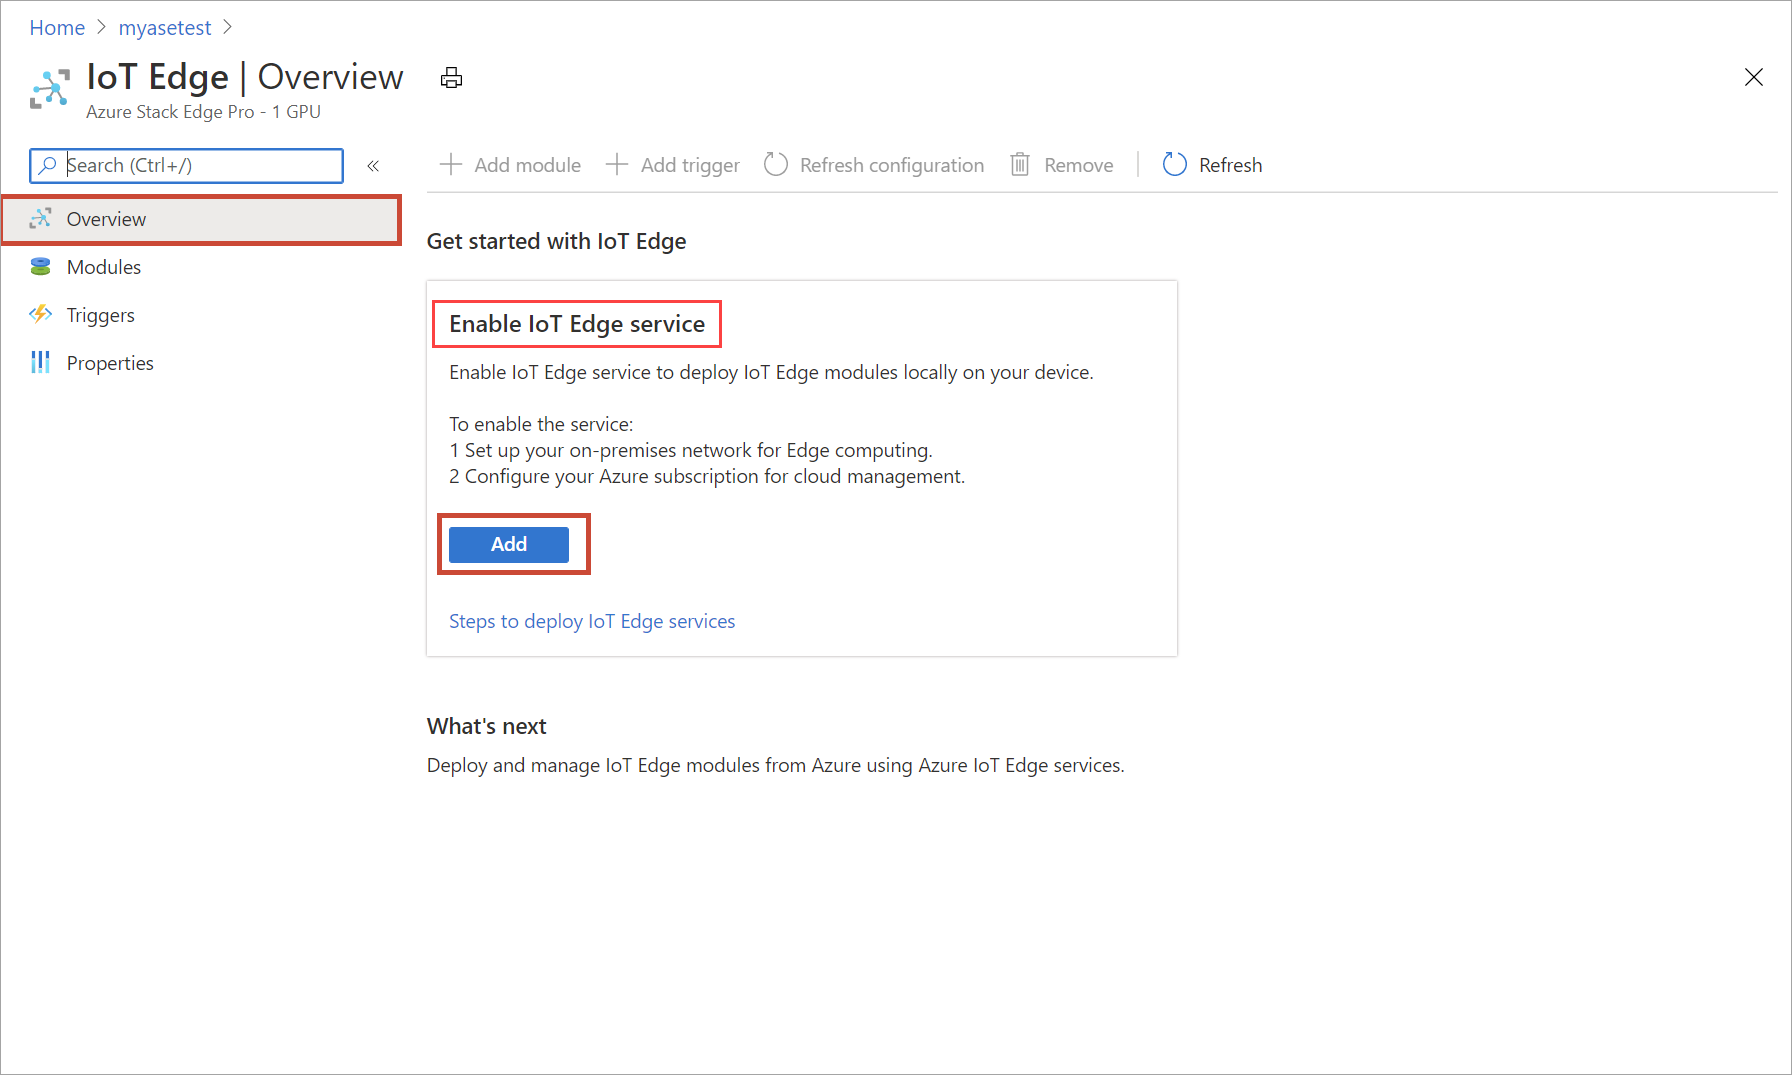 Home > myasetest >
IoT Edge | Overview
Azure Stack Edge Pro - 1 GPU
Search (Ctrl+/)
«
Add module
Add trigger
Refresh configuration
Remove
Refresh
Overview
Modules
Triggers
Properties
Get started with IoT Edge
Enable IoT Edge service
Enable IoT Edge service to deploy IoT Edge modules locally on your device.
To enable the service:
1 Set up your on-premises network for Edge computing.
2 Configure your Azure subscription for cloud management.
Add
Steps to deploy IoT Edge services
What's next
Deploy and manage IoT Edge modules from Azure using Azure IoT Edge services.